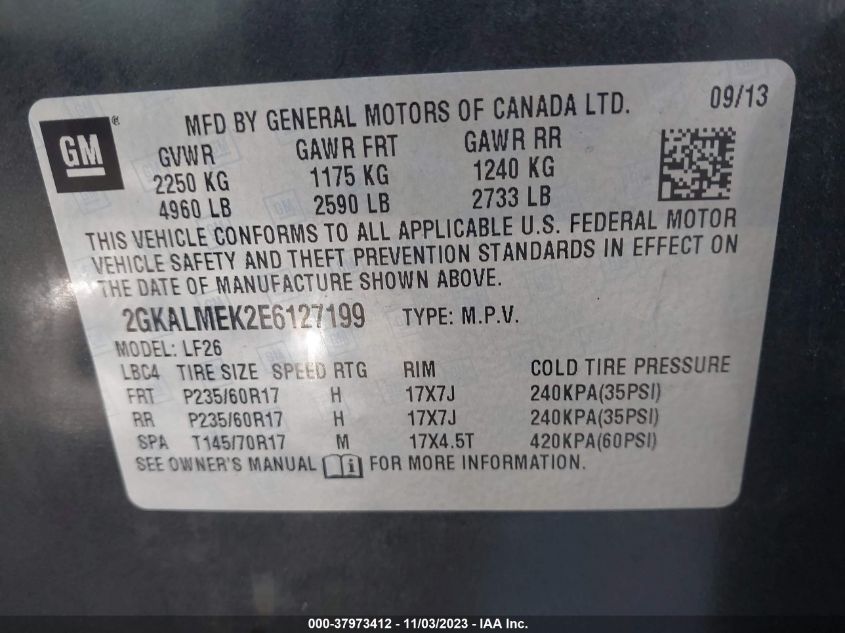 MFD BY GENERAL MOTORS OF CANADA LTD. 09/13
GM®
GVWR GAWR FRT GAWR RR
2250 KG 1175 KG 1240 KG
4960 LB 2590 LB 2733 LB
THIS VEHICLE CONFORMS TO ALL APPLICABLE U.S. FEDERAL MOTOR
VEHICLE SAFETY AND THEFT PREVENTION STANDARDS IN EFFECT ON
THE DATE OF MANUFACTURE SHOWN ABOVE.
2GKALMEK2E6127199 TYPE: M.P.V.
MODEL: LF26
LBC4 TIRE SIZE SPEED RTG RIM COLD TIRE PRESSURE
FRT P235/60R17 H 17X7J 240KPA(35PSI)
RR P235/60R17 H 17X7J 240KPA(35PSI)
SPA T145/70R17 M 17X4.5T 420KPA(60PSI)
SEE OWNER'S MANUAL i FOR MORE INFORMATION.
000-37973412 - 11/03/2023 - IAA Inc.